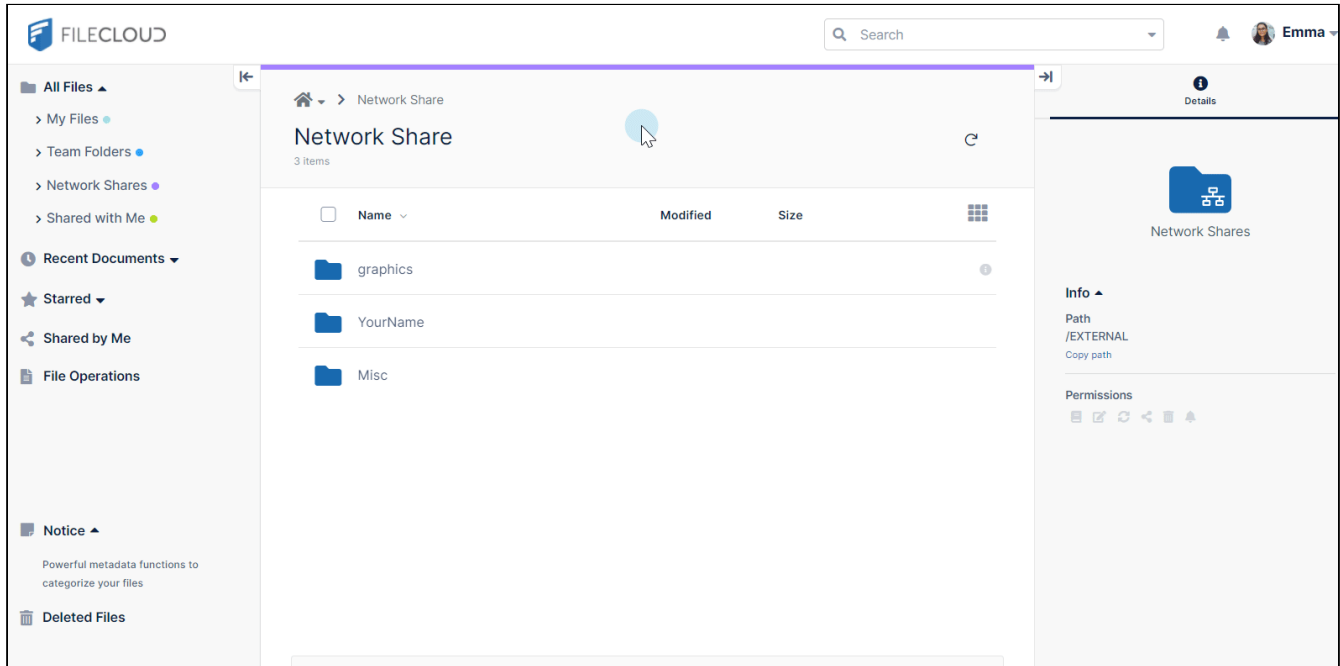 FILECLOUD
Search
Emma
All Files
My Files
Team Folders
Network Shares
Shared with Me
Recent Documents
Starred
Shared by Me
File Operations
Notice
Powerful metadata functions to
categorize your files
Deleted Files
Network Share
Network Share
3 items
Name
Modified
Size
graphics
YourName
Misc
Details
Network Shares
Info
Path
/EXTERNAL
Copy path
Permissions